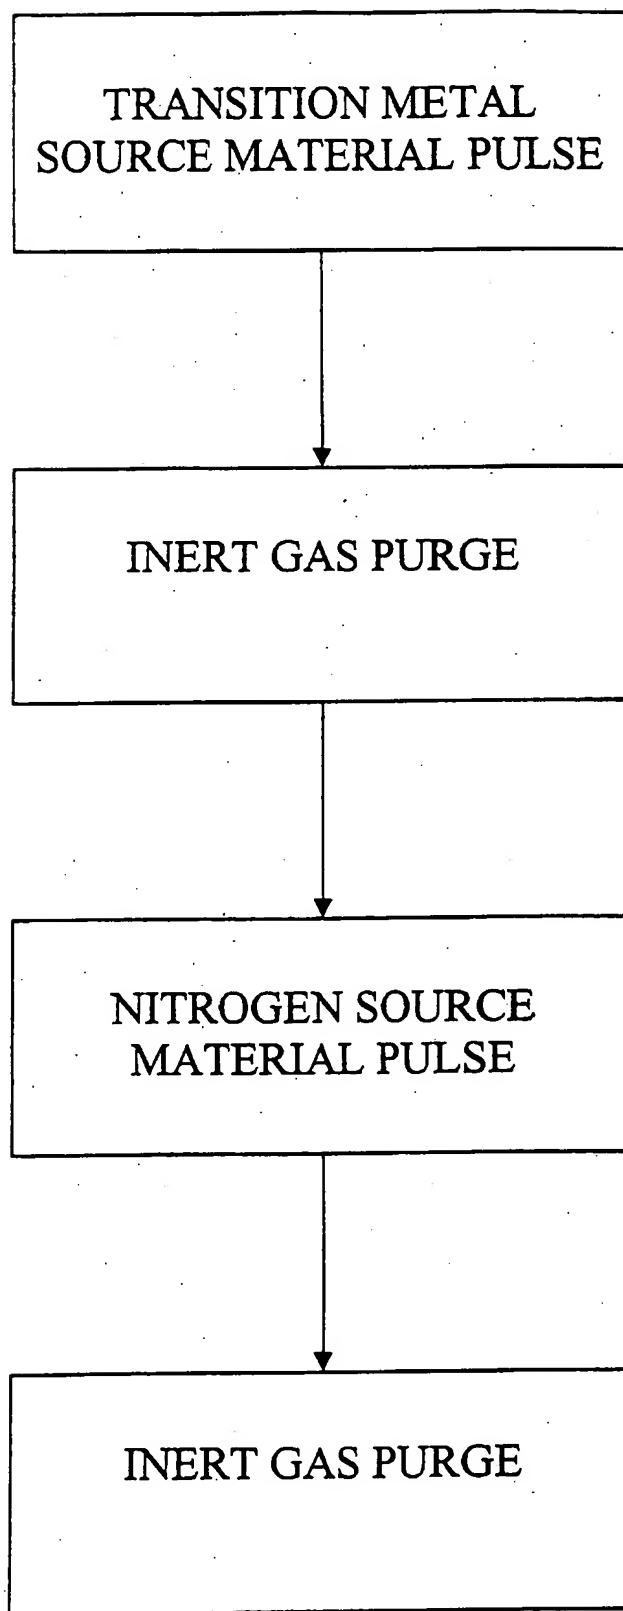 TRANSITION METAL
SOURCE MATERIAL PULSE
INERT GAS PURGE
NITROGEN SOURCE
MATERIAL PULSE
INERT GAS PURGE